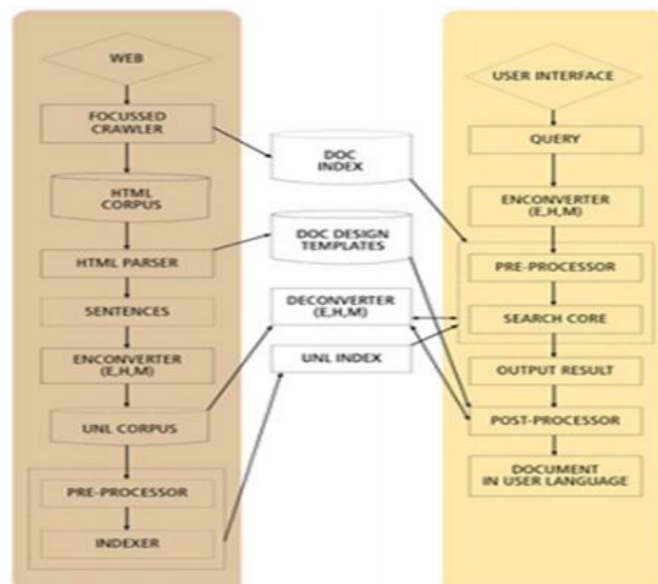 WEB
FOCUSSED
CRAWLER
HTML
CORPUS
HTML PARSER
SENTENCES
ENCONVERTER
(E,H,M)
UNL CORPUS
PRE-PROCESSOR
INDEXER
DOC
INDEX
DOC DESIGN
TEMPLATES
DECONVERTER
(E,H,M)
UNL INDEX
USER INTERFACE
QUERY
ENCONVERTER
(E,H,M)
PRE-PROCESSOR
SEARCH CORE
OUTPUT RESULT
POST-PROCESSOR
DOCUMENT
IN USER LANGUAGE